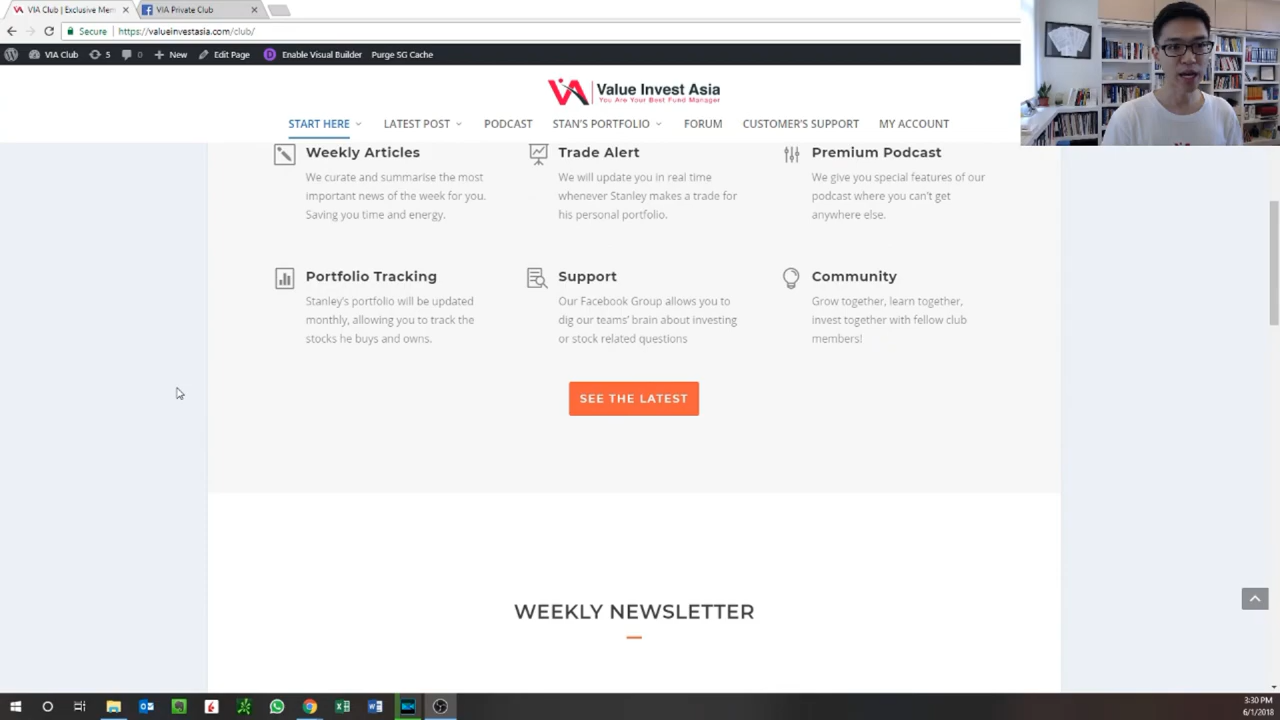 VIA Club | Exclusive Mem
VIA Private Club
Secure https://valueinvestasia.com/club/
VIA Club 5 0 New Edit Page Enable Visual Builder Purge SG Cache
Value Invest Asia
You Are Your Best Fund Manager
START HERE LATEST POST PODCAST STAN'S PORTFOLIO FORUM CUSTOMER'S SUPPORT MY ACCOUNT
Weekly Articles
We curate and summarise the most
important news of the week for you.
Saving you time and energy.
Trade Alert
We will update you in real time
whenever Stanley makes a trade for
his personal portfolio.
Premium Podcast
We give you special features of our
podcast where you can't get
anywhere else.
Portfolio Tracking
Stanley's portfolio will be updated
monthly, allowing you to track the
stocks he buys and owns.
Support
Our Facebook Group allows you to
dig our teams' brain about investing
or stock related questions
Community
Grow together, learn together,
invest together with fellow club
members!
SEE THE LATEST
WEEKLY NEWSLETTER
3:30 PM
6/1/2018